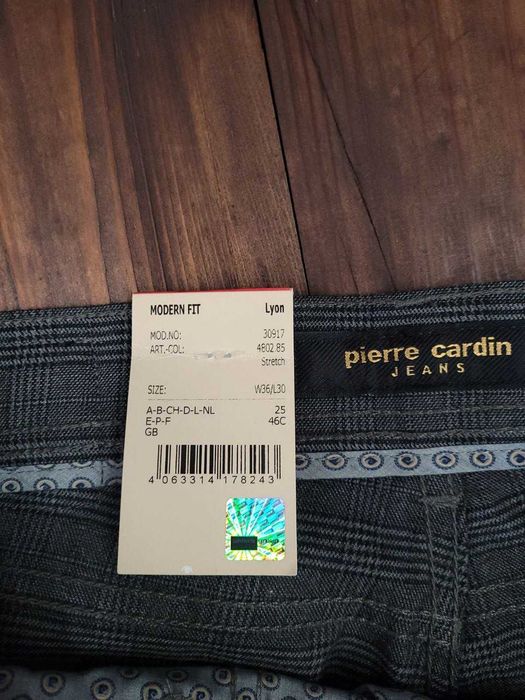 MODERN FIT Lyon
MOD.NO: 30917
ART.-COL: 4802.85
Stretch
SIZE: W36/L30
A-B-CH-D-L-NL 25
E-P-F 46C
GB
4 063314 178243
pierre cardin
JEANS